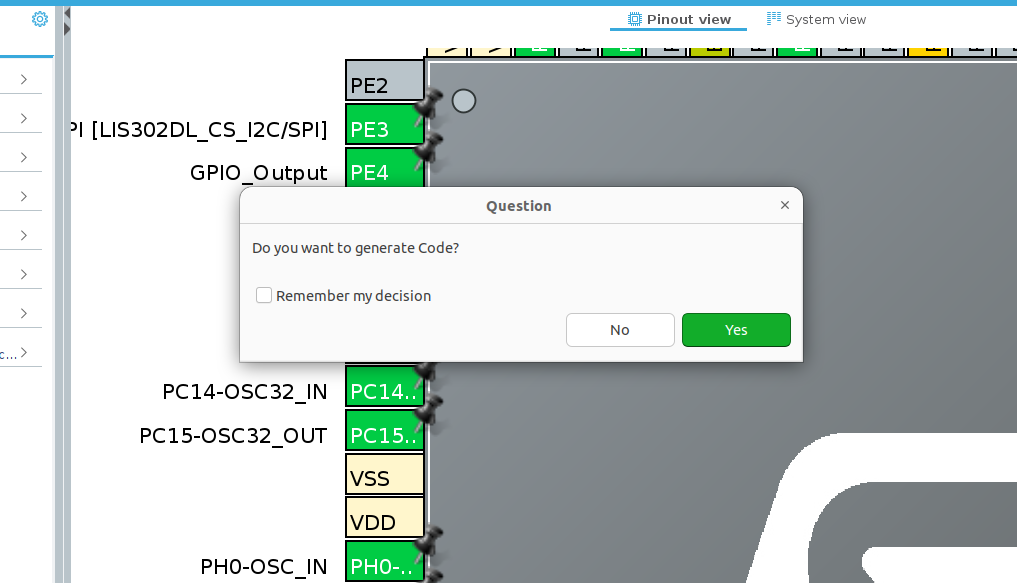 Pinout view
System view
PE2
PI [LIS302DL_CS_I2C/SPI]
PE3
GPIO_Output
PE4
Question
Do you want to generate Code?
Remember my decision
No
Yes
c...
PC14-OSC32_IN
PC14..
PC15-OSC32_OUT
PC15..
VSS
VDD
PH0-OSC_IN
PH0-..